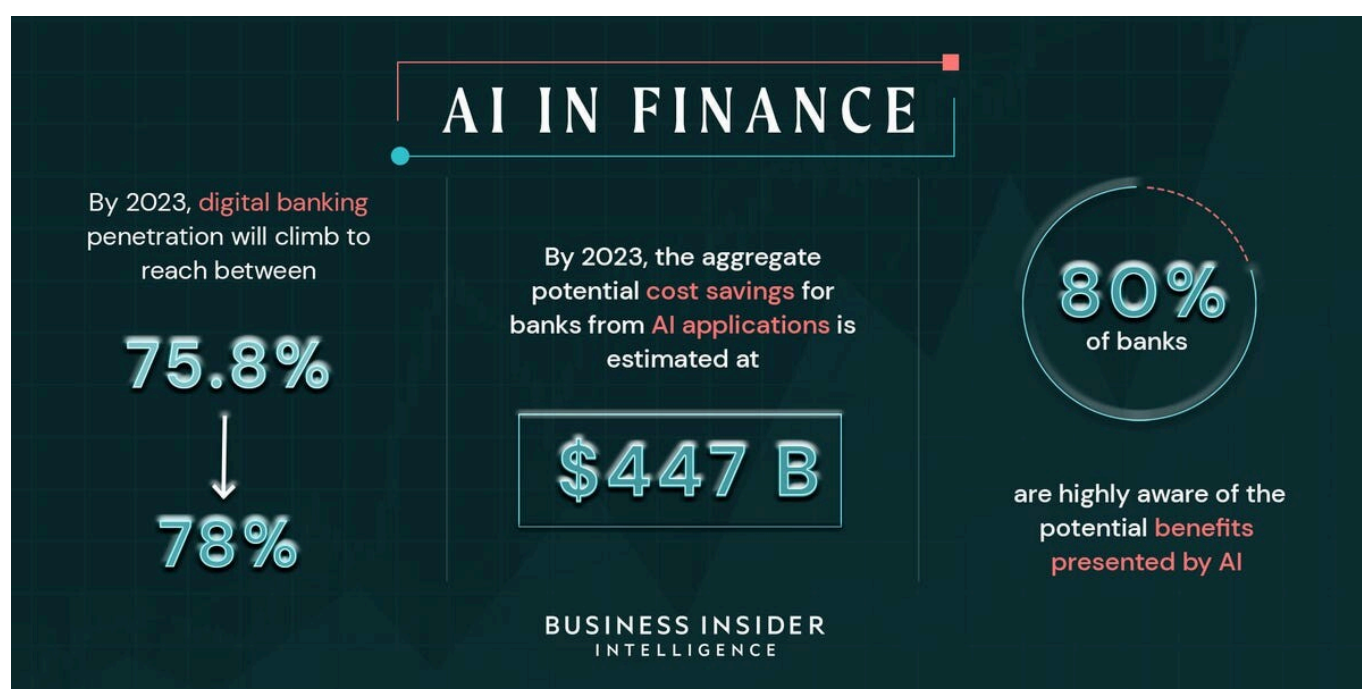 AI IN FINANCE
By 2023, digital banking
penetration will climb to
reach between
75.8%
78%
By 2023, the aggregate
potential cost savings for
banks from AI applications is
estimated at
$447 B
80%
of banks
are highly aware of the
potential benefits
presented by AI
BUSINESS INSIDER
INTELLIGENCE